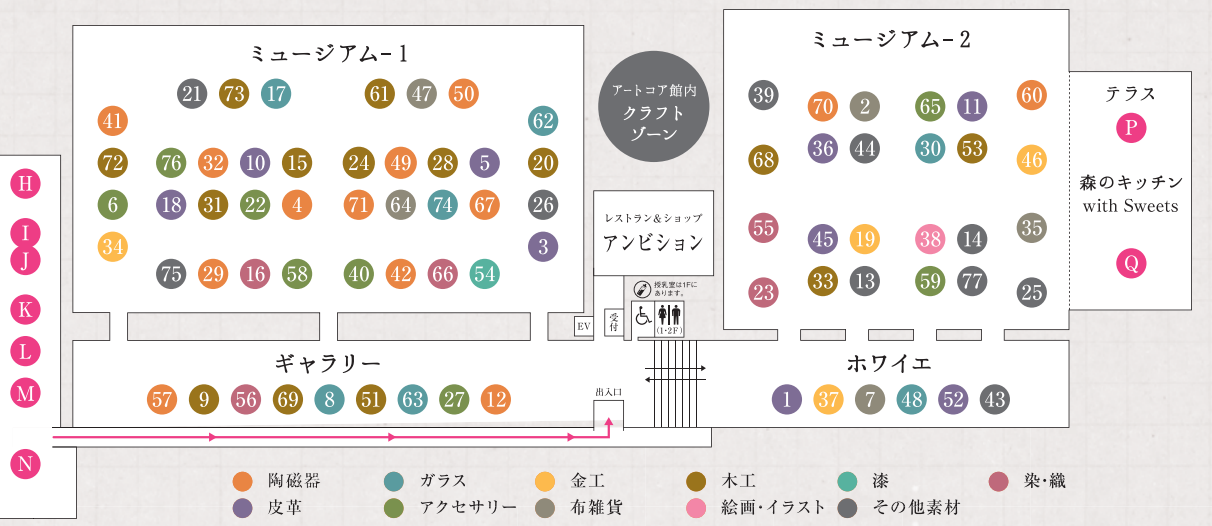 ミュージアム-1
21 73 17 61 47 50
41 62
72 76 32 10 15 24 49 28 5 20
6 18 31 22 4 71 64 74 67 26
34 3
75 29 16 58 40 42 66 54
H
I
J
K
L
M
N
アートコア館内
クラフト
ゾーン
レストラン&ショップ
アンビション
授乳室は1Fに
あります。
EV
受付
(1・2F)
ミュージアム-2
39 70 2 65 11 60
68 36 44 30 53 46
55 45 19 38 14 35
23 33 13 59 77 25
テラス
P
森のキッチン
with Sweets
Q
ギャラリー
57 9 56 69 8 51 63 27 12
出入口
ホワイエ
1 37 7 48 52 43
陶磁器 ガラス 金工 木工 漆 染・織
皮革 アクセサリー 布雑貨 絵画・イラスト その他素材